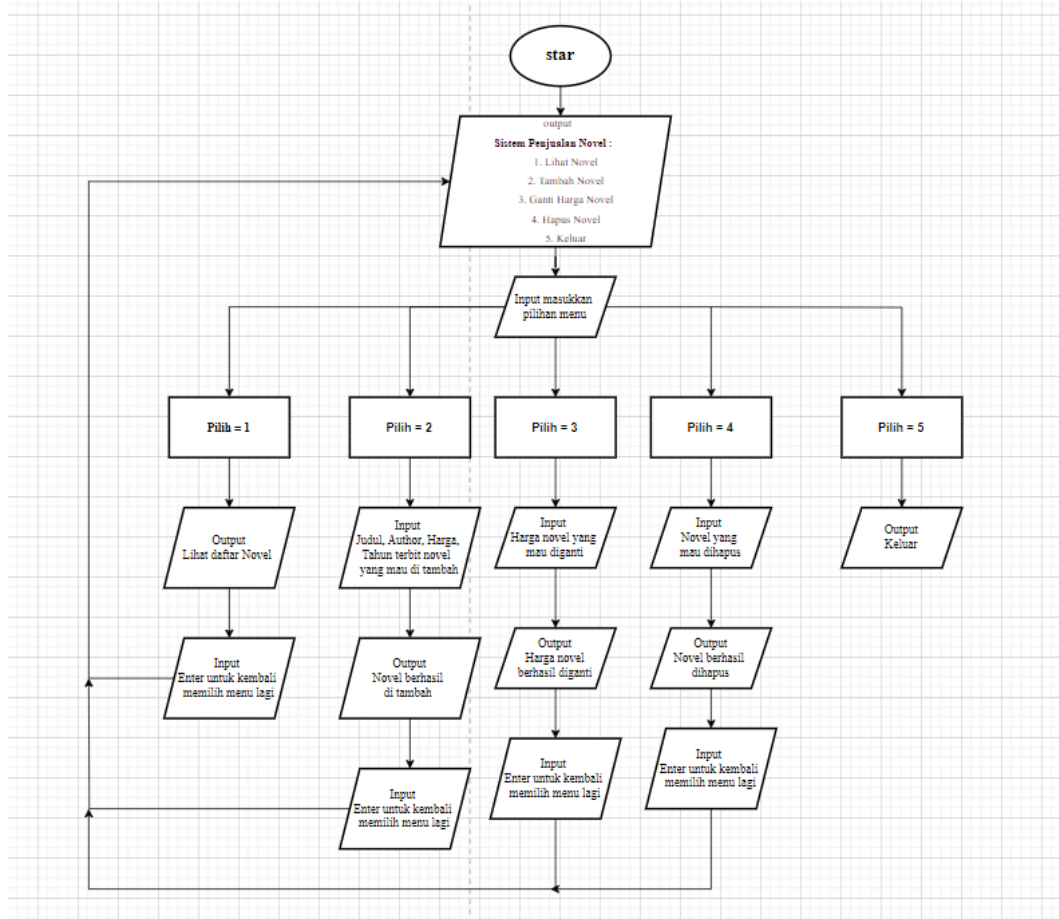 star
output
Sistem Penjualan Novel :
1. Lihat Novel
2. Tambah Novel
3. Ganti Harga Novel
4. Hapus Novel
5. Keluar
Input masukkan
pilihan menu
Pilih = 1
Pilih = 2
Pilih = 3
Pilih = 4
Pilih = 5
Output
Lihat daftar Novel
Input
Judul, Author, Harga,
Tahun terbit novel
yang mau di tambah
Input
Harga novel yang
mau diganti
Input
Novel yang
mau dihapus
Output
Keluar
Input
Enter untuk kembali
memilih menu lagi
Output
Novel berhasil
di tambah
Output
Harga novel
berhasil diganti
Output
Novel berhasil
dihapus
Input
Enter untuk kembali
memilih menu lagi
Input
Enter untuk kembali
memilih menu lagi
Input
Enter untuk kembali
memilih menu lagi